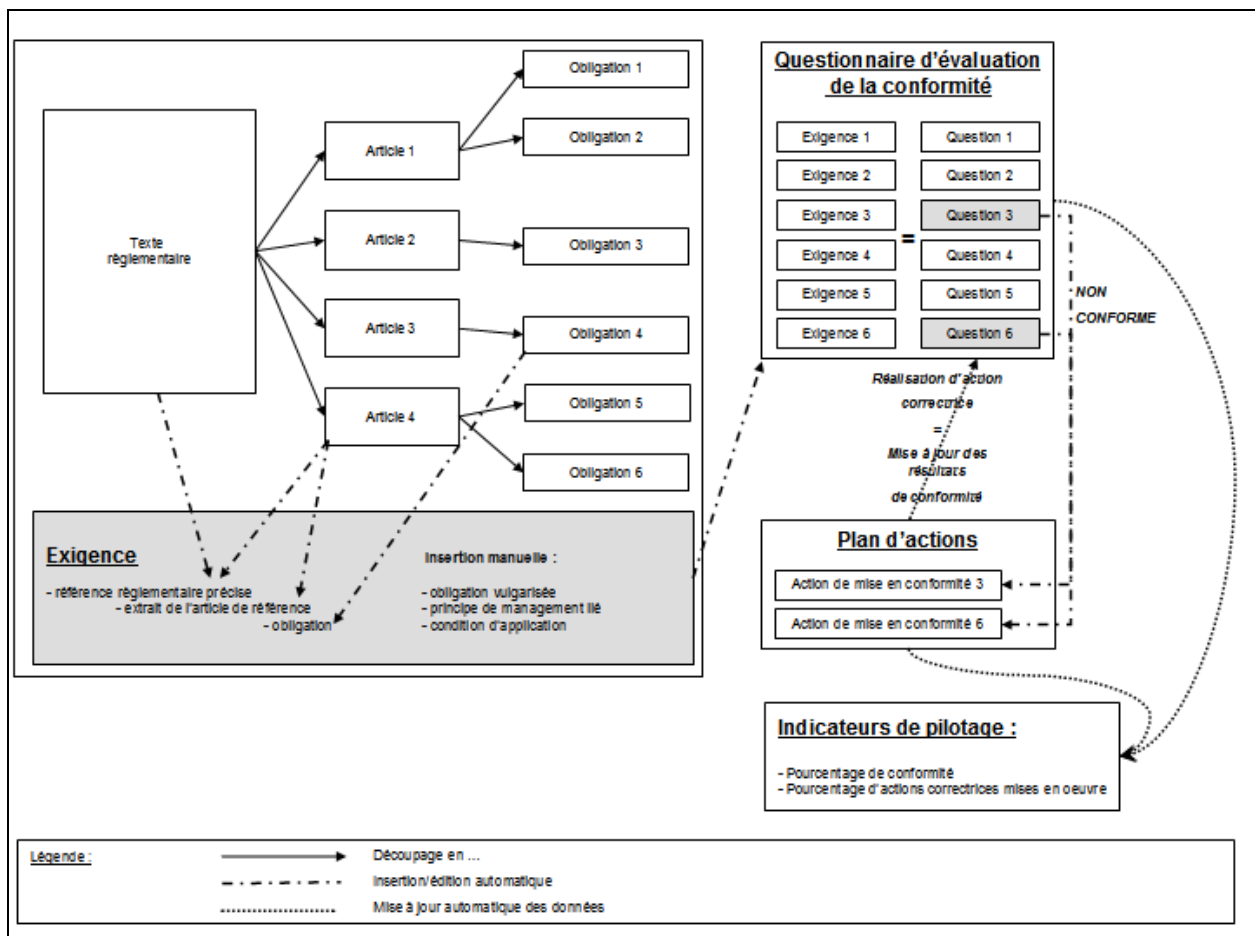 Texte
règlementaire
Article 1
Article 2
Article 3
Article 4
Obligation 1
Obligation 2
Obligation 3
Obligation 4
Obligation 5
Obligation 6
Exigence
- référence règlementaire précise
- extrait de l'article de référence
- obligation
Insertion manuelle :
- obligation vulgarisée
- principe de management lié
- condition d'application
Questionnaire d'évaluation
de la conformité
Exigence 1
Question 1
Exigence 2
Question 2
Exigence 3
Question 3
=
Exigence 4
Question 4
Exigence 5
Question 5
Exigence 6
Question 6
NON
CONFORME
Réalisation d'action
correctrice
=
Mise à jour des
résultats
de conformité
Plan d'actions
Action de mise en conformité 3
Action de mise en conformité 6
Indicateurs de pilotage :
- Pourcentage de conformité
- Pourcentage d'actions correctrices mises en oeuvre
Légende :
Découpage en ...
Insertion/édition automatique
Mise à jour automatique des données